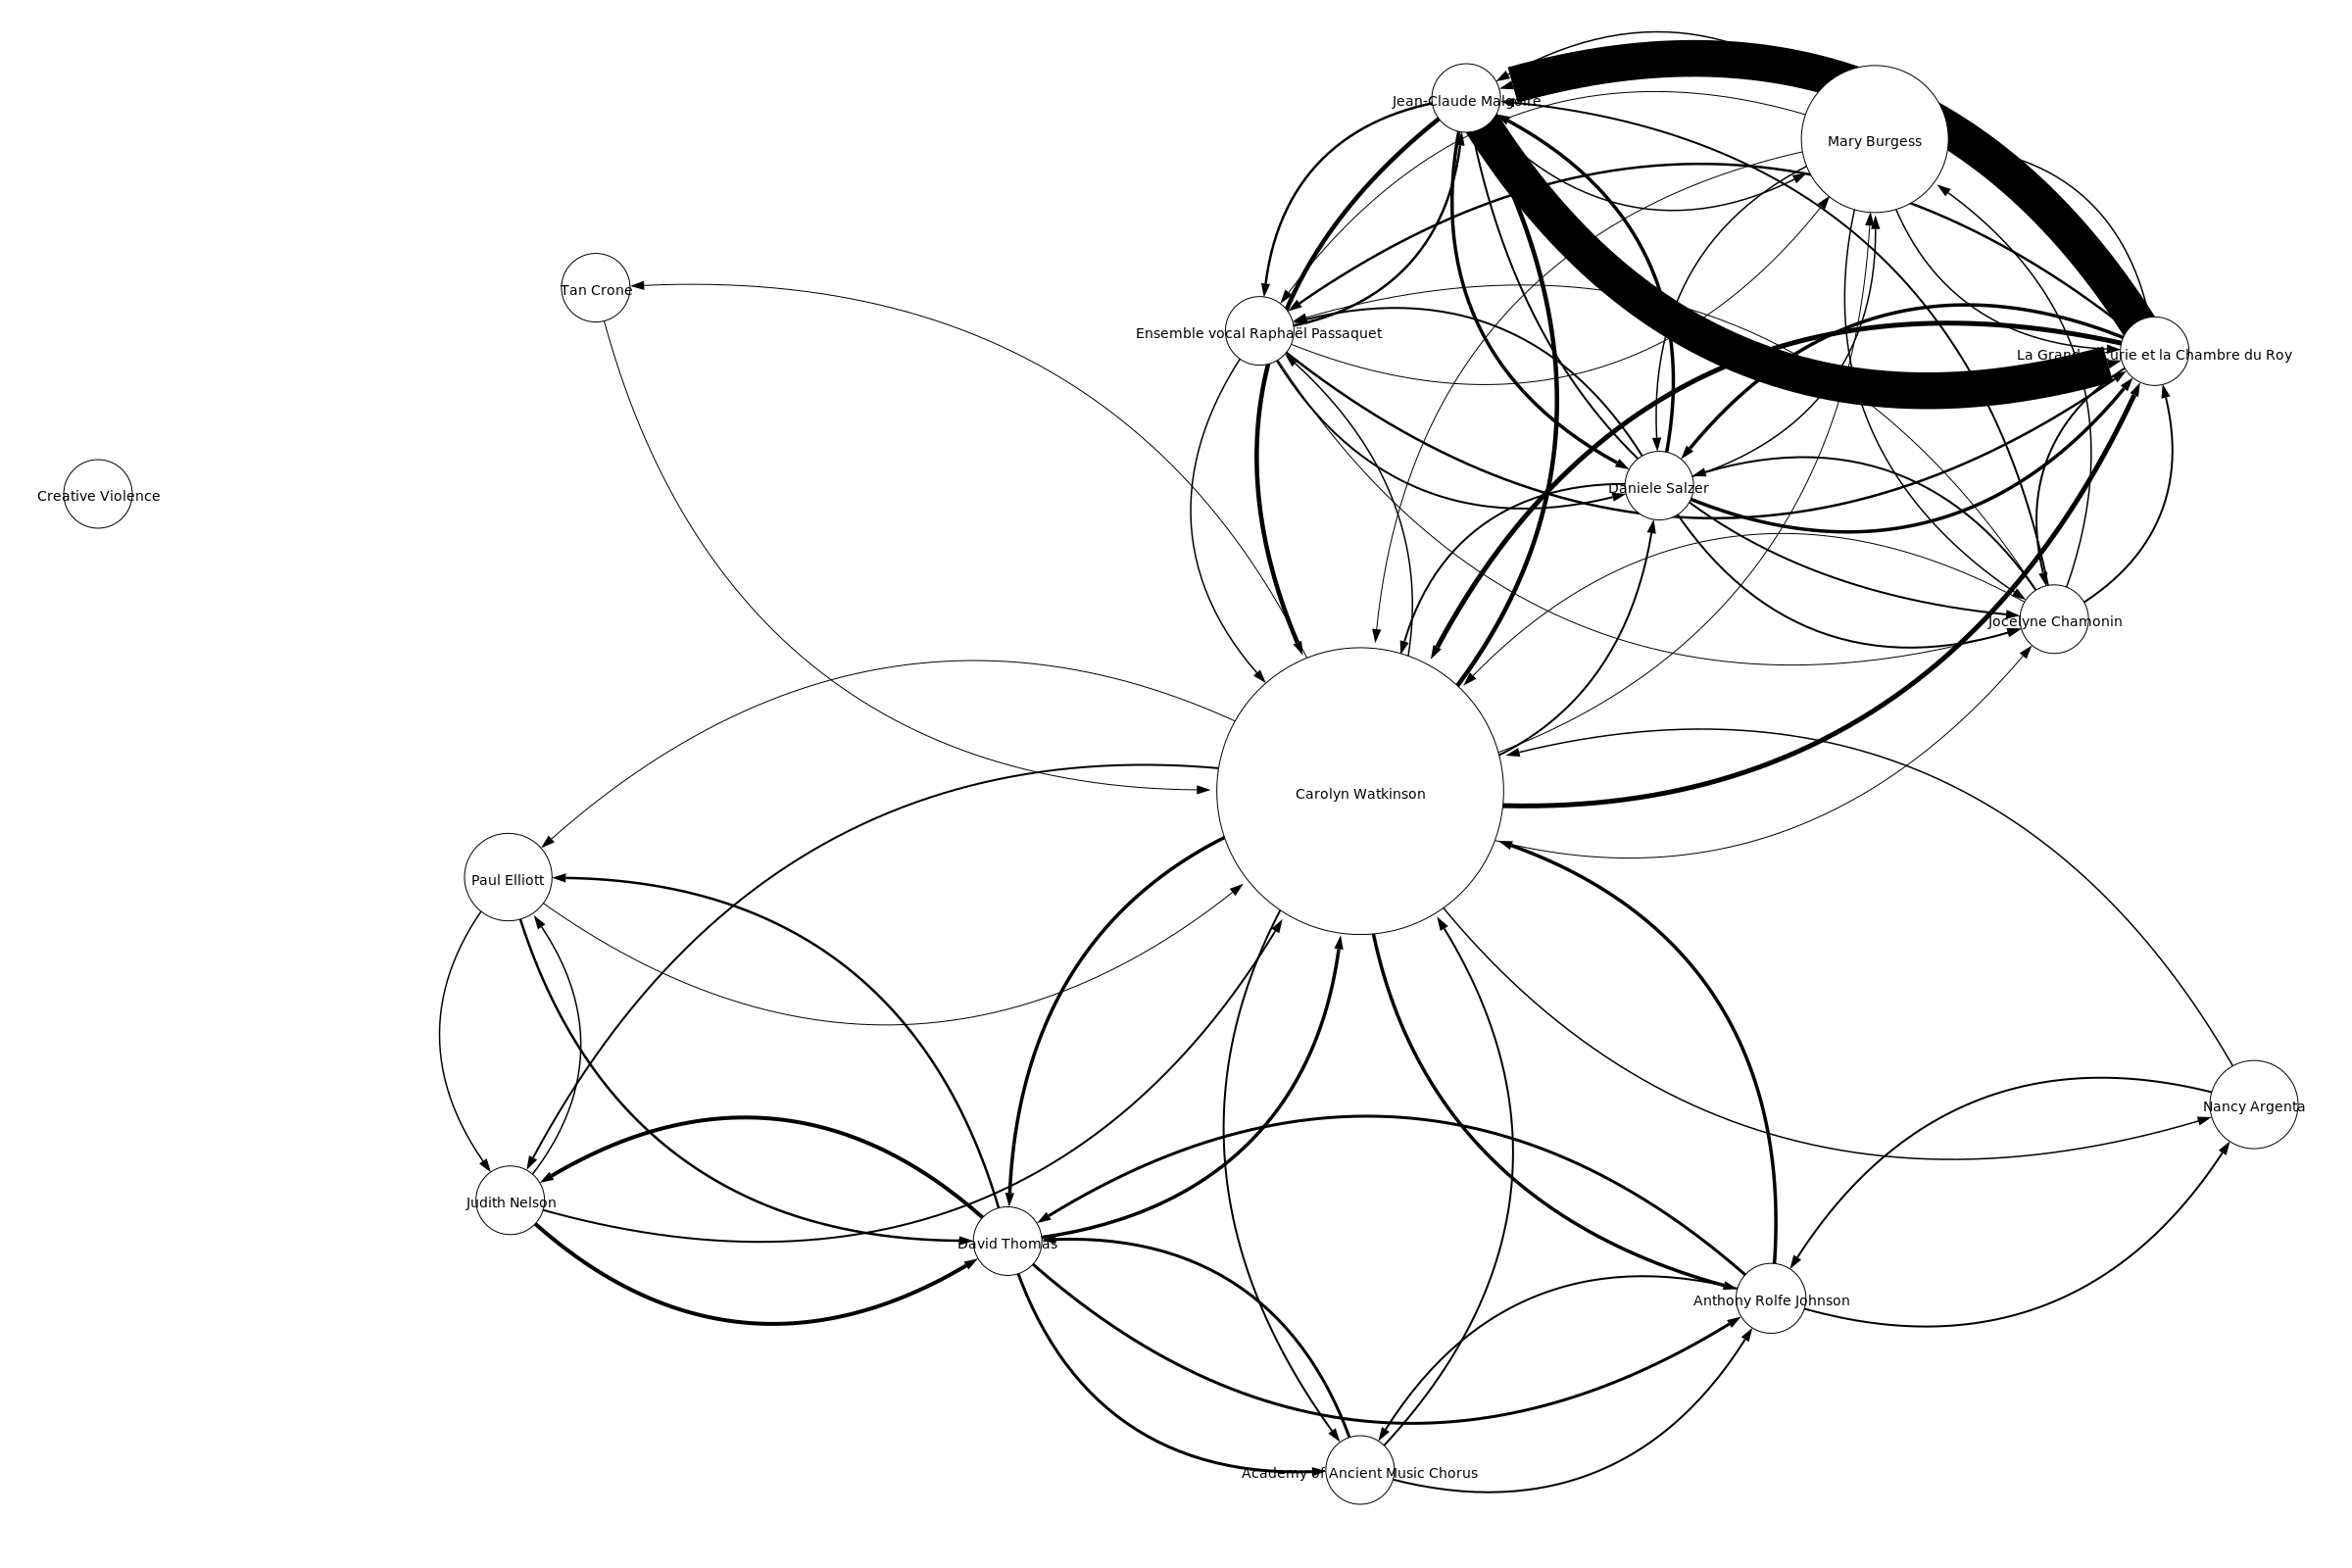 Jean-Claude Malgoire
Mary Burgess
Tan Crone
Ensemble vocal Raphaël Passaquet
La Grande Ecurie et la Chambre du Roy
Creative Violence
Daniele Salzer
Jocelyne Chamonin
Carolyn Watkinson
Paul Elliott
Nancy Argenta
Judith Nelson
David Thomas
Anthony Rolfe Johnson
Academy of Ancient Music Chorus